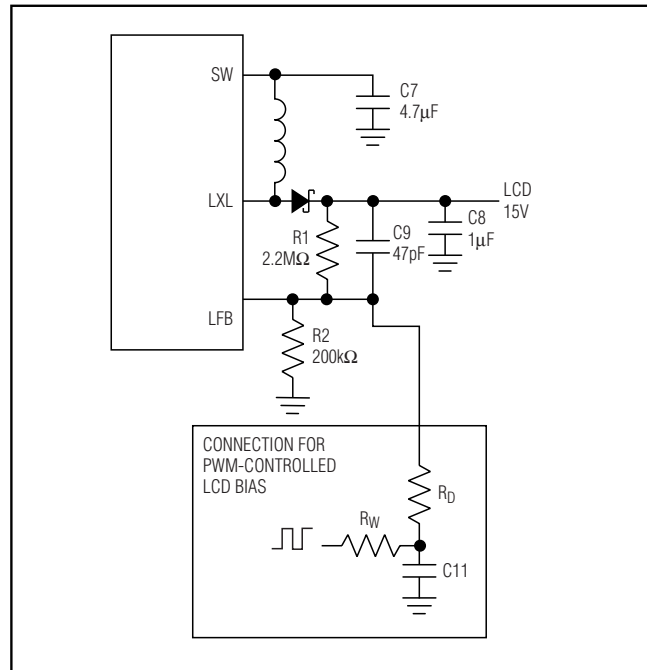 SW
C7
4.7μF
LXL
LCD
15V
R1
2.2MΩ
C9
47pF
C8
1μF
LFB
R2
200kΩ
CONNECTION FOR
PWM-CONTROLLED
LCD BIAS
RD
RW
C11